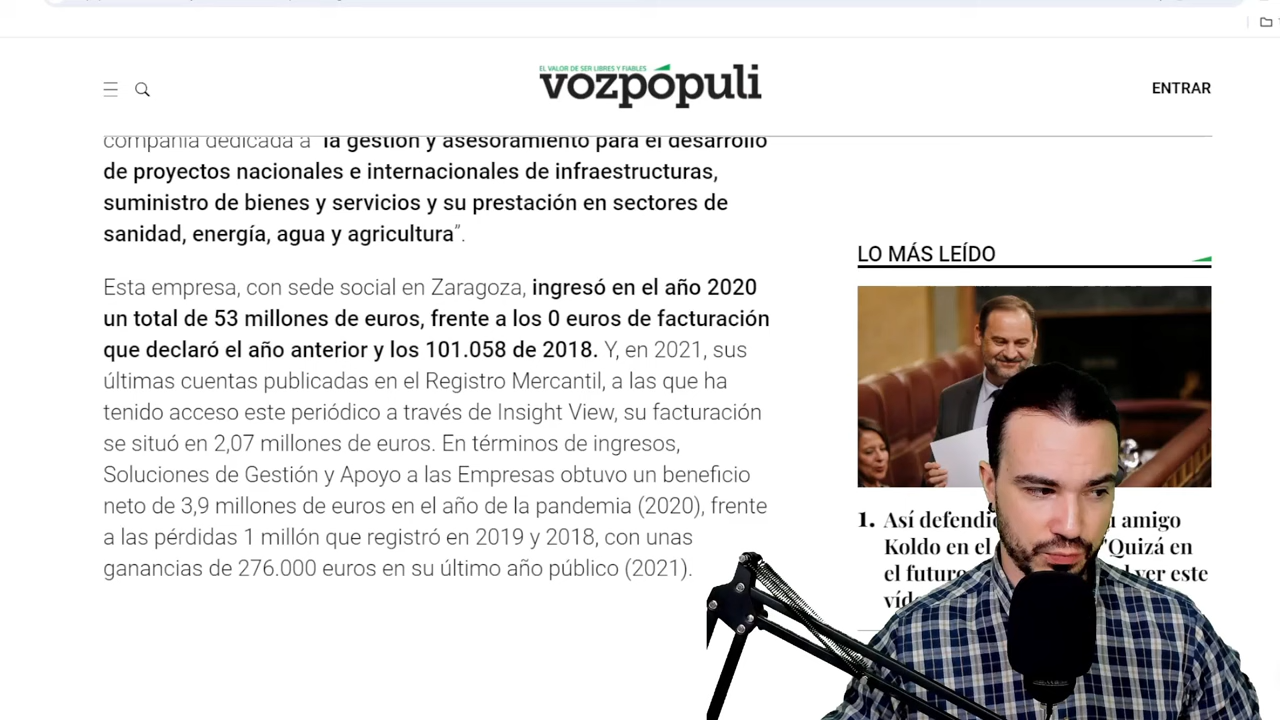 EL VALOR DE SER LIBRES Y FIABLES
vozpópuli
ENTRAR
compañía dedicada a "la gestión y asesoramiento para el desarrollo
de proyectos nacionales e internacionales de infraestructuras,
suministro de bienes y servicios y su prestación en sectores de
sanidad, energía, agua y agricultura".
Esta empresa, con sede social en Zaragoza, ingresó en el año 2020
un total de 53 millones de euros, frente a los 0 euros de facturación
que declaró el año anterior y los 101.058 de 2018. Y, en 2021, sus
últimas cuentas publicadas en el Registro Mercantil, a las que ha
tenido acceso este periódico a través de Insight View, su facturación
se situó en 2,07 millones de euros. En términos de ingresos,
Soluciones de Gestión y Apoyo a las Empresas obtuvo un beneficio
neto de 3,9 millones de euros en el año de la pandemia (2020), frente
a las pérdidas 1 millón que registró en 2019 y 2018, con unas
ganancias de 276.000 euros en su último año público (2021).
LO MÁS LEÍDO
1. Así amigo
Koldo en el "Quizá en
el futuro ver este